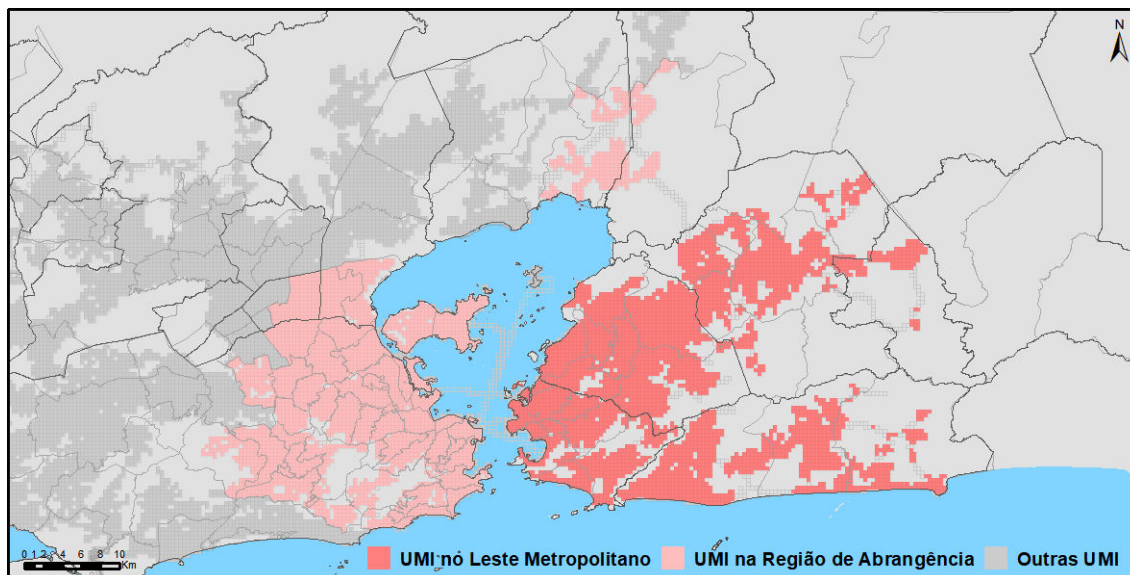 N
0 1 2 4 6 8 10
Km
UMI no Leste Metropolitano
UMI na Região de Abrangência
Outras UMI